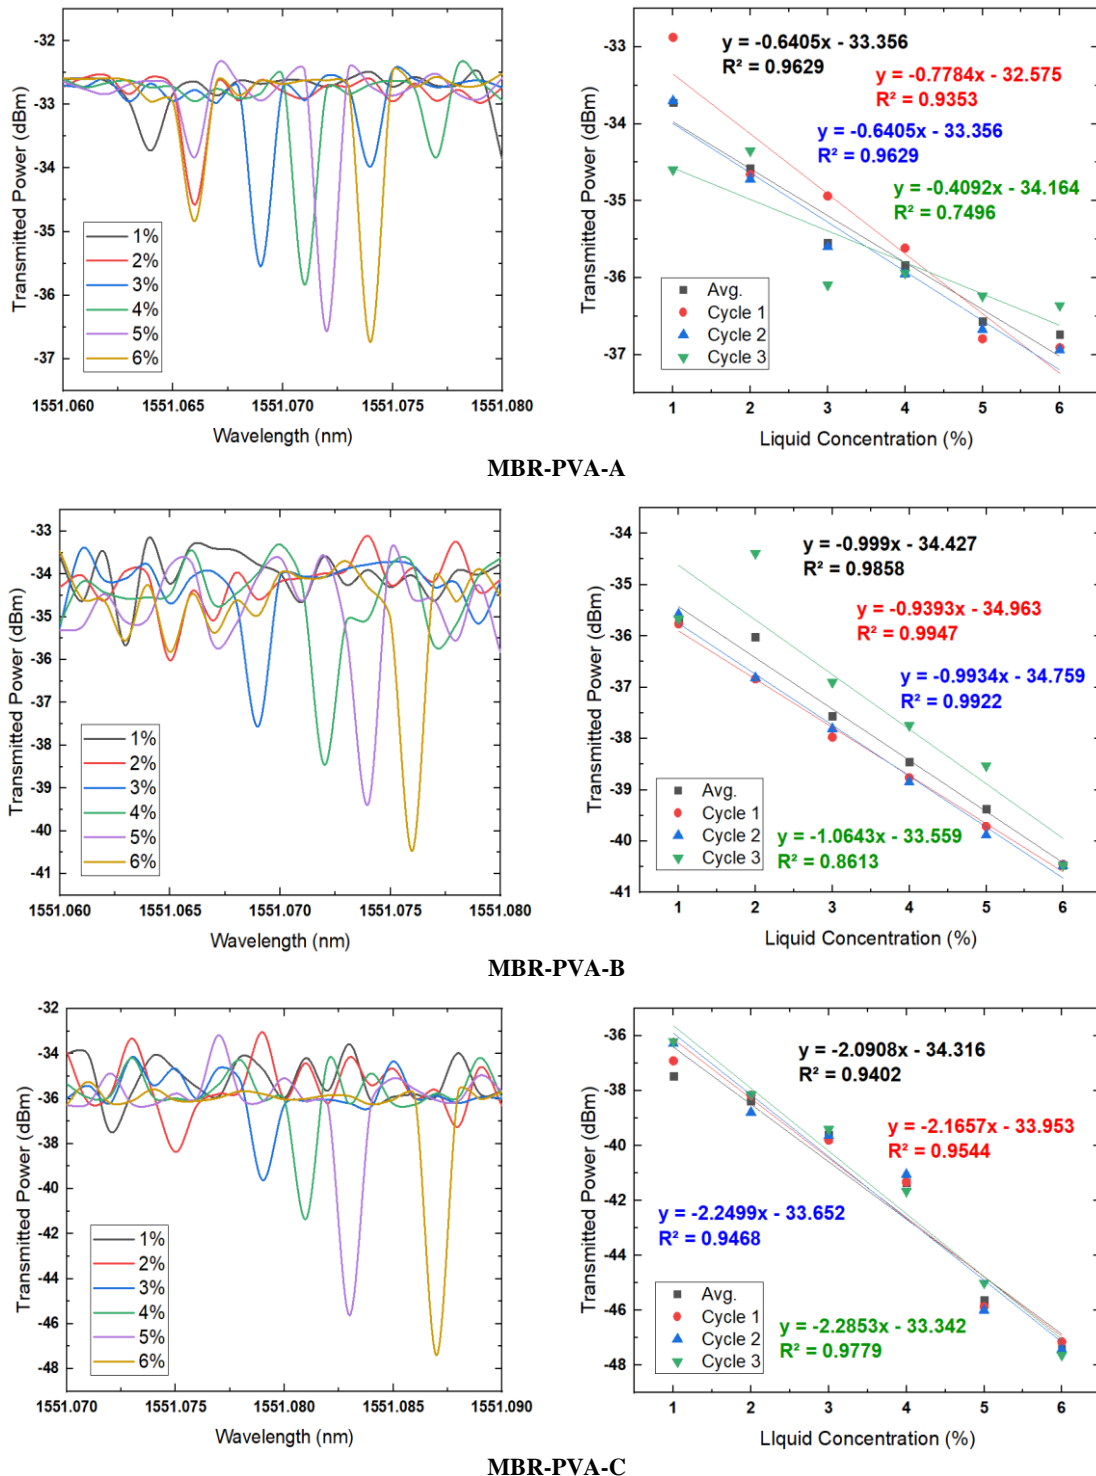 -32
-33
-34
-35
-36
-37
Transmitted Power (dBm)
1%
2%
3%
4%
5%
6%
1551.060
1551.065
1551.070
1551.075
1551.080
Wavelength (nm)
-33
-34
-35
-36
-37
Transmitted Power (dBm)
y = -0.6405x - 33.356
R² = 0.9629
y = -0.7784x - 32.575
R² = 0.9353
y = -0.6405x - 33.356
R² = 0.9629
y = -0.4092x - 34.164
R² = 0.7496
Avg.
Cycle 1
Cycle 2
Cycle 3
1
2
3
4
5
6
Liquid Concentration (%)
MBR-PVA-A
-33
-34
-35
-36
-37
-38
-39
-40
-41
Transmitted Power (dBm)
1%
2%
3%
4%
5%
6%
1551.060
1551.065
1551.070
1551.075
1551.080
Wavelength (nm)
-34
-35
-36
-37
-38
-39
-40
-41
Transmitted Power (dBm)
y = -0.999x - 34.427
R² = 0.9858
y = -0.9393x - 34.963
R² = 0.9947
y = -0.9934x - 34.759
R² = 0.9922
Avg.
Cycle 1
Cycle 2
Cycle 3
y = -1.0643x - 33.559
R² = 0.8613
1
2
3
4
5
6
Liquid Concentration (%)
MBR-PVA-B
-32
-34
-36
-38
-40
-42
-44
-46
-48
Transmitted Power (dBm)
1%
2%
3%
4%
5%
6%
1551.070
1551.075
1551.080
1551.085
1551.090
Wavelength (nm)
-36
-38
-40
-42
-44
-46
-48
Transmitted Power (dBm)
y = -2.0908x - 34.316
R² = 0.9402
y = -2.1657x - 33.953
R² = 0.9544
y = -2.2499x - 33.652
R² = 0.9468
Avg.
Cycle 1
Cycle 2
Cycle 3
y = -2.2853x - 33.342
R² = 0.9779
1
2
3
4
5
6
LIquid Concentration (%)
MBR-PVA-C